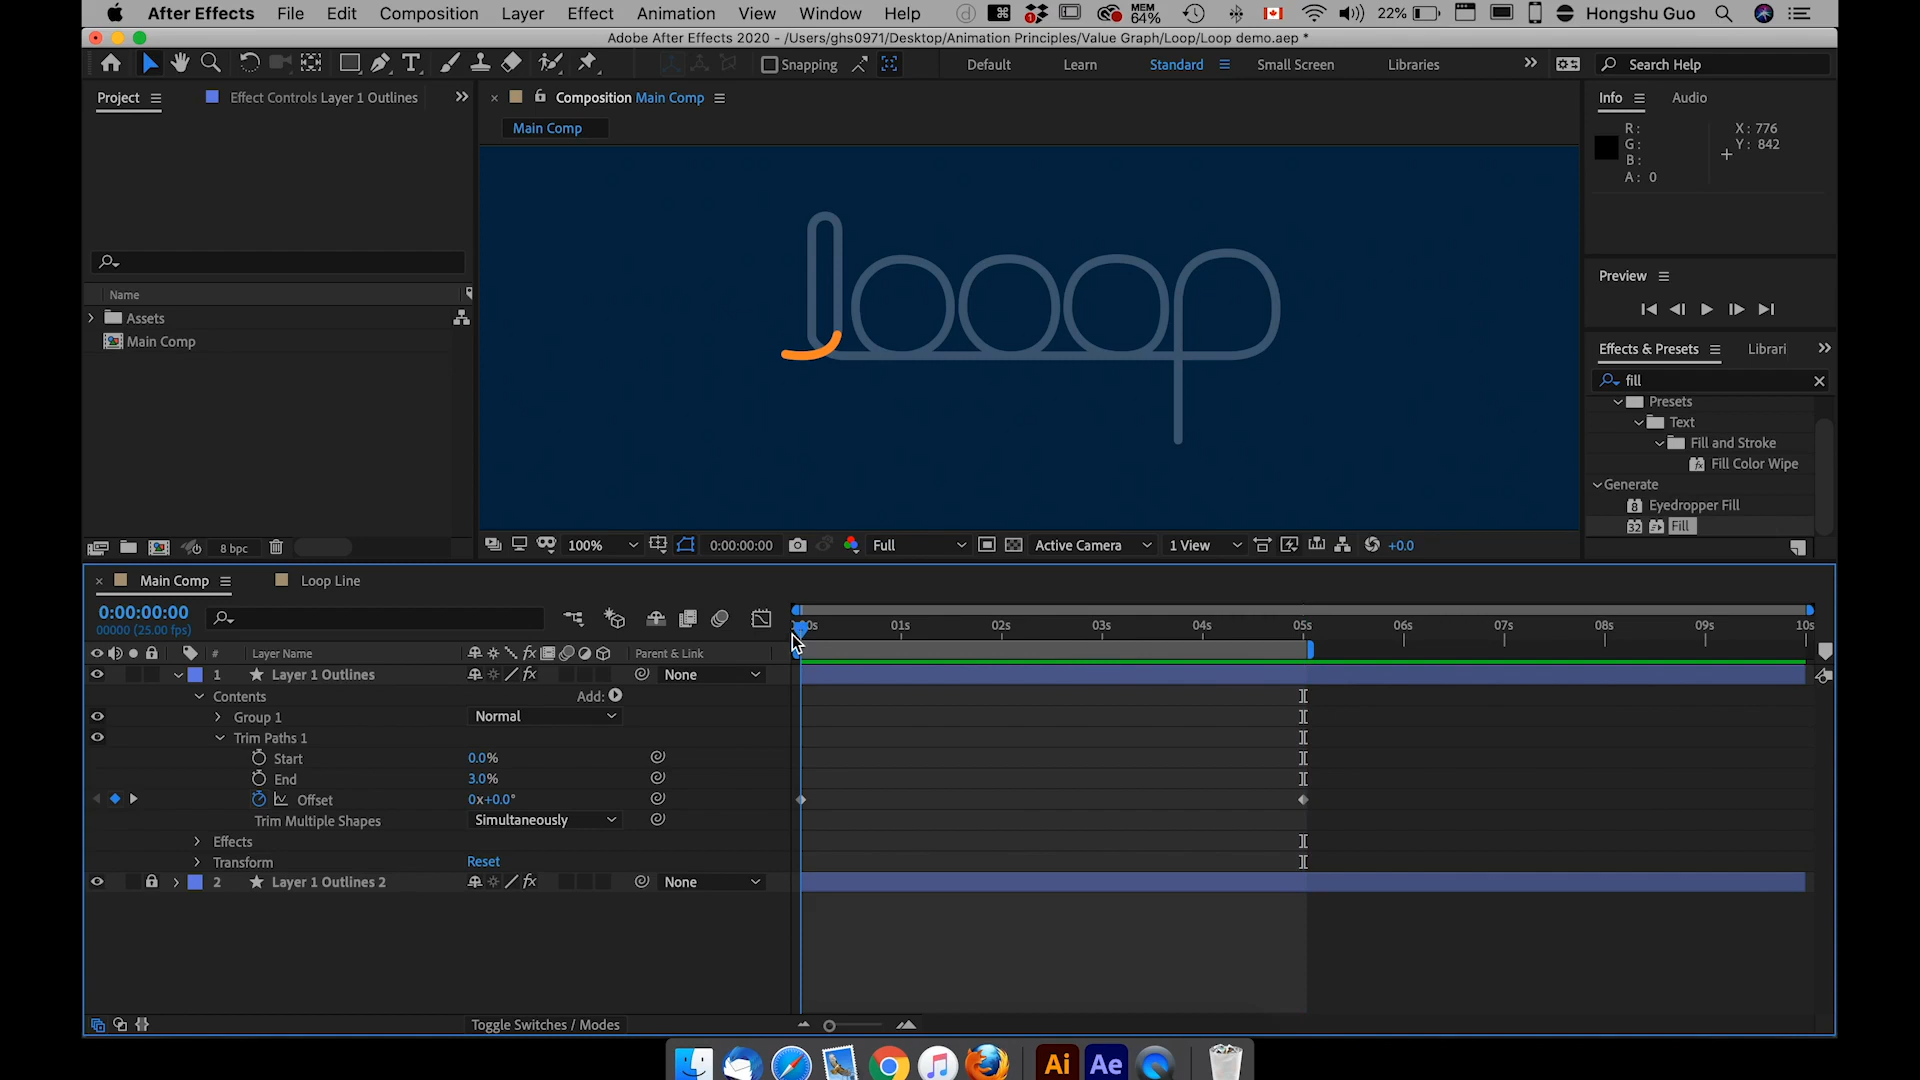 After Effects File Edit Composition Layer Effect Animation View Window Help MEM 64% 22% Hongshu Guo
Adobe After Effects 2020 - /Users/ghs0971/Desktop/Animation Principles/Value Graph/Loop/Loop demo.aep *
Snapping Default Learn Standard Small Screen Libraries Search Help
Project Effect Controls Layer 1 Outlines Composition Main Comp Info Audio
Main Comp
R: X: 776
G: Y: 842
B:
A: 0
looop
Preview
Name
Assets
Main Comp
Effects & Presets Librari
fill
Presets
Text
Fill and Stroke
Fill Color Wipe
Generate
Eyedropper Fill
Fill
8 bpc 100% 0:00:00:00 Full Active Camera 1 View +0.0
Main Comp Loop Line
0:00:00:00
00000 (25.00 fps)
01s 02s 03s 04s 05s 06s 07s 08s 09s 10s
# Layer Name fx Parent & Link
1 Layer 1 Outlines fx None
Contents Add:
Group 1 Normal
Trim Paths 1
Start 0.0%
End 3.0%
Offset 0x+0.0°
Trim Multiple Shapes Simultaneously
Effects
Transform Reset
2 Layer 1 Outlines 2 fx None
Toggle Switches / Modes
Ai Ae